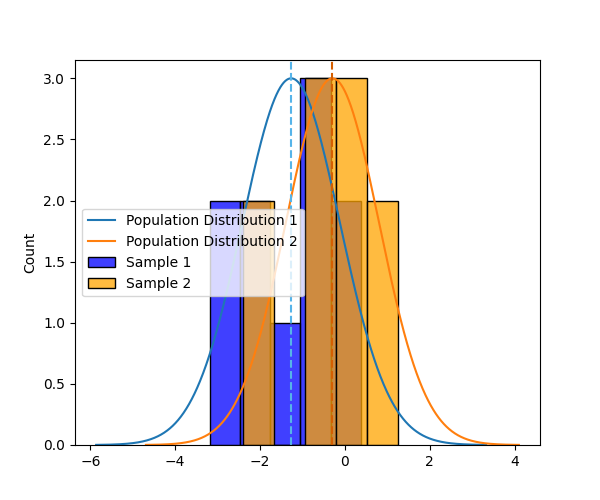 3.0
2.5
2.0
1.5
1.0
0.5
0.0
Count
Population Distribution 1
Population Distribution 2
Sample 1
Sample 2
−6 −4 −2 0 2 4